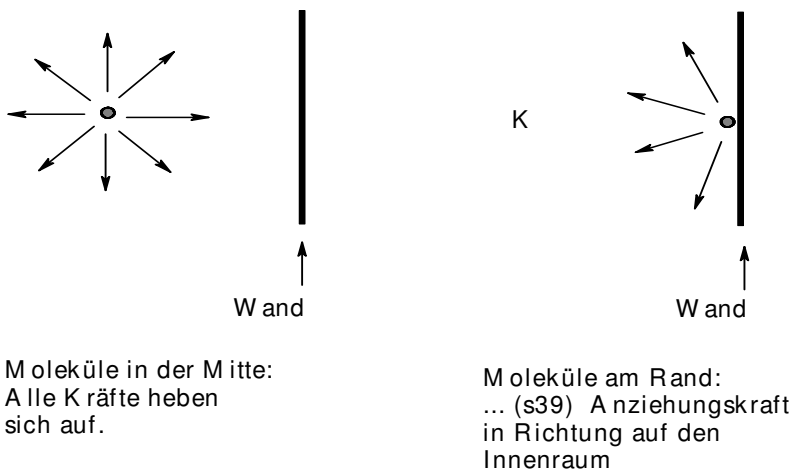 K
Wand
Wand
Moleküle in der Mitte:
Alle Kräfte heben
sich auf.
Moleküle am Rand:
... (s39) Anziehungskraft
in Richtung auf den
Innenraum